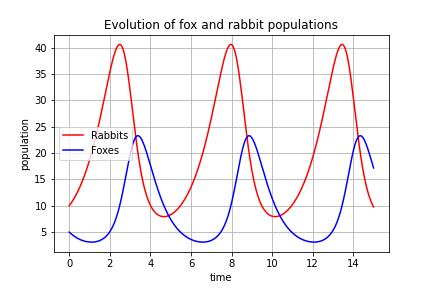 Evolution of fox and rabbit populations
40
35
30
25
20
15
10
5
population
Rabbits
Foxes
0 2 4 6 8 10 12 14
time